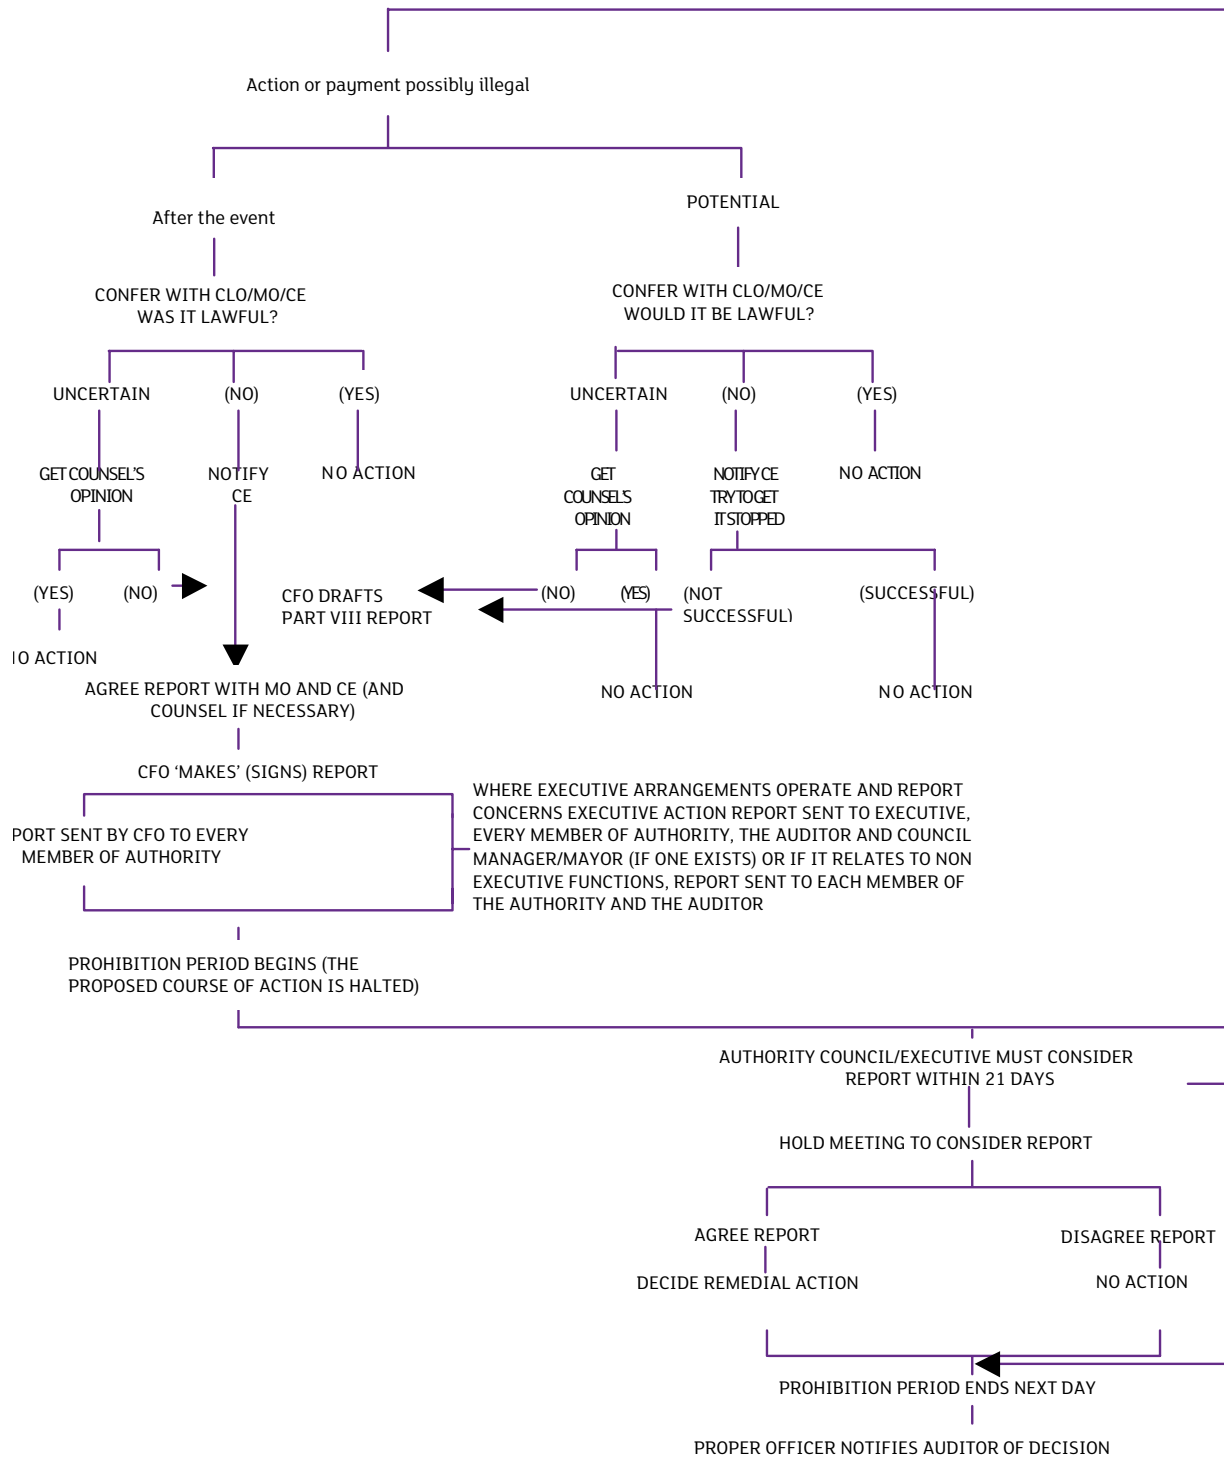 Action or payment possibly illegal
After the event
POTENTIAL
CONFER WITH CLO/MO/CE
WAS IT LAWFUL?
CONFER WITH CLO/MO/CE
WOULD IT BE LAWFUL?
UNCERTAIN
(NO)
(YES)
UNCERTAIN
(NO)
(YES)
GET COUNSEL'S
OPINION
NOTIFY
CE
NO ACTION
GET
COUNSEL'S
OPINION
NOTIFY CE
TRY TO GET
IT STOPPED
NO ACTION
(YES)
(NO)
CFO DRAFTS
PART VIII REPORT
(NO)
(YES)
(NOT
SUCCESSFUL)
(SUCCESSFUL)
ACTION
NO ACTION
NO ACTION
AGREE REPORT WITH MO AND CE (AND
COUNSEL IF NECESSARY)
CFO ‘MAKES’ (SIGNS) REPORT
PORT SENT BY CFO TO EVERY
MEMBER OF AUTHORITY
WHERE EXECUTIVE ARRANGEMENTS OPERATE AND REPORT
CONCERNS EXECUTIVE ACTION REPORT SENT TO EXECUTIVE,
EVERY MEMBER OF AUTHORITY, THE AUDITOR AND COUNCIL
MANAGER/MAYOR (IF ONE EXISTS) OR IF IT RELATES TO NON
EXECUTIVE FUNCTIONS, REPORT SENT TO EACH MEMBER OF
THE AUTHORITY AND THE AUDITOR
PROHIBITION PERIOD BEGINS (THE
PROPOSED COURSE OF ACTION IS HALTED)
AUTHORITY COUNCIL/EXECUTIVE MUST CONSIDER
REPORT WITHIN 21 DAYS
HOLD MEETING TO CONSIDER REPORT
AGREE REPORT
DISAGREE REPORT
DECIDE REMEDIAL ACTION
NO ACTION
PROHIBITION PERIOD ENDS NEXT DAY
PROPER OFFICER NOTIFIES AUDITOR OF DECISION